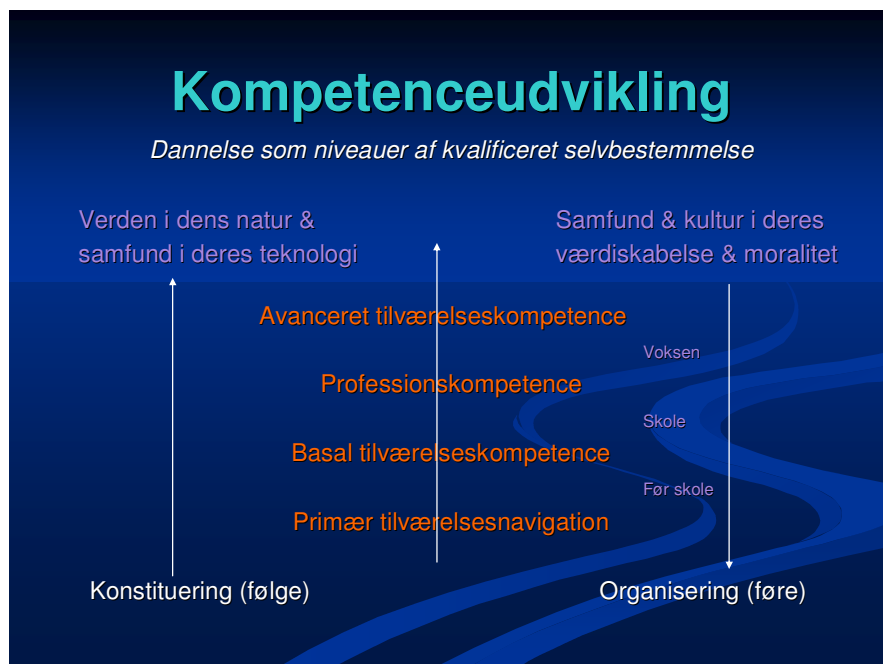 Kompetenceudvikling
Dannelse som niveauer af kvalificeret selvbestemmelse
Verden i dens natur &
samfund i deres teknologi
Samfund & kultur i deres
værdiskabelse & moralitet
Avanceret tilværelseskompetence
Voksen
Professionskompetence
Skole
Basal tilværelseskompetence
Før skole
Primær tilværelsesnavigation
Konstituering (følge)
Organisering (føre)